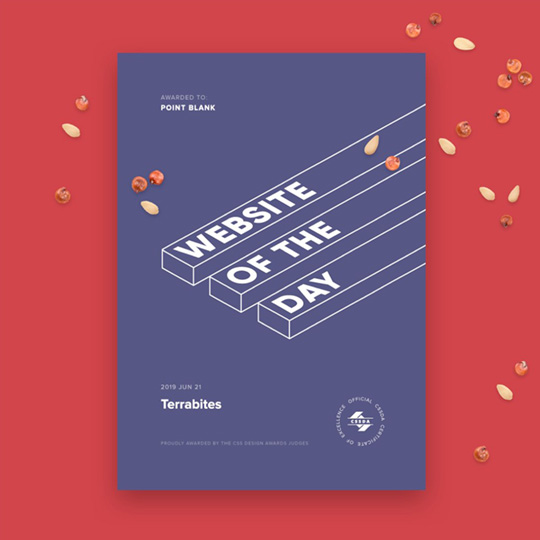 AWARDED TO:
POINT BLANK
WEBSITE
OF THE
DAY
2019 JUN 21
Terrabites
PROUDLY AWARDED BY THE CSS DESIGN AWARDS JUDGES
OFFICIAL CSSDA CERTIFICATE OF EXCELLENCE
CSSDA